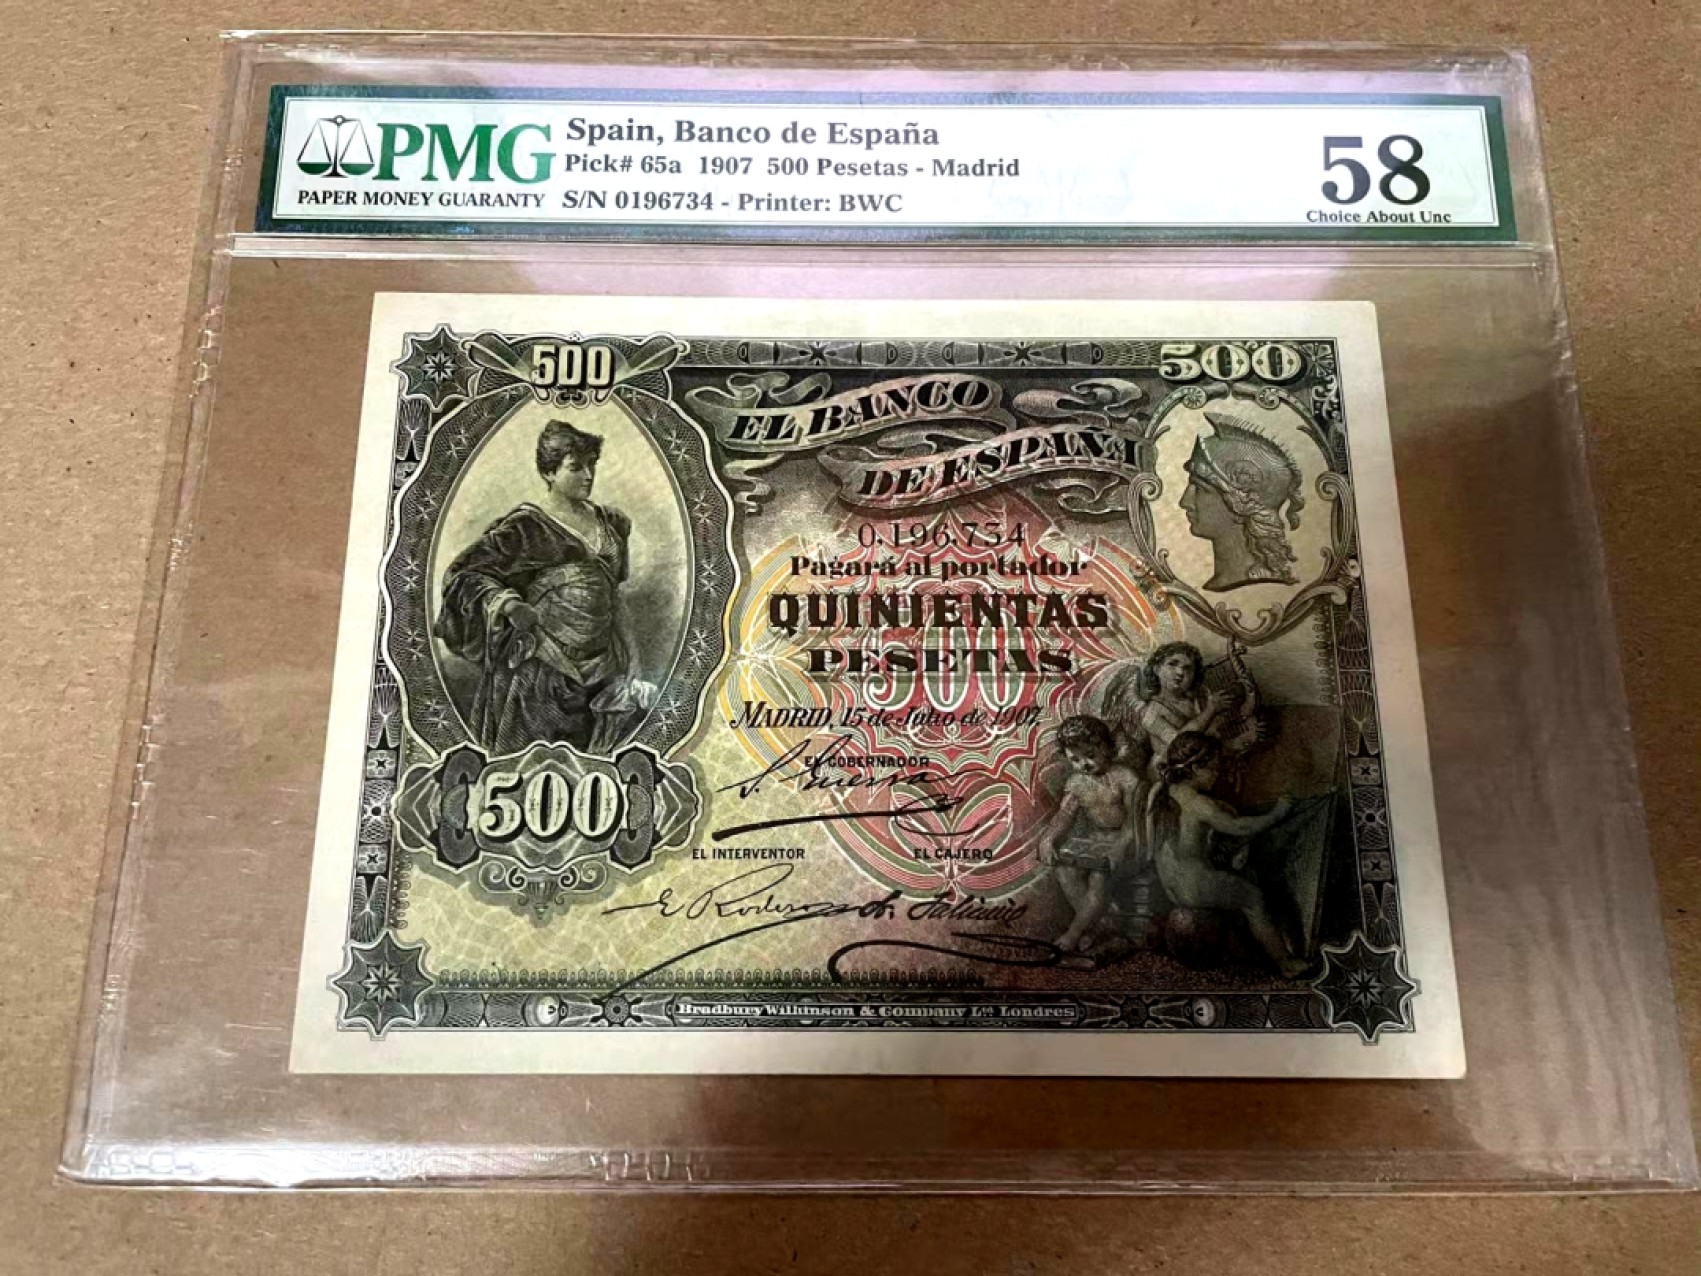 PMG
PAPER MONEY GUARANTY
Spain, Banco de España
Pick# 65a 1907 500 Pesetas - Madrid
S/N 0196734 - Printer: BWC
58
Choice About Unc
500
500
EL BANCO
DE ESPAÑA
0,196,734
Pagará al portador
QUINIENTAS
PESETAS
500
MADRID, 15 de Julio de 1907.
EL GOBERNADOR
500
EL INTERVENTOR
EL CAJERO
Bradbury Wilkinson & Company Ld. Londres